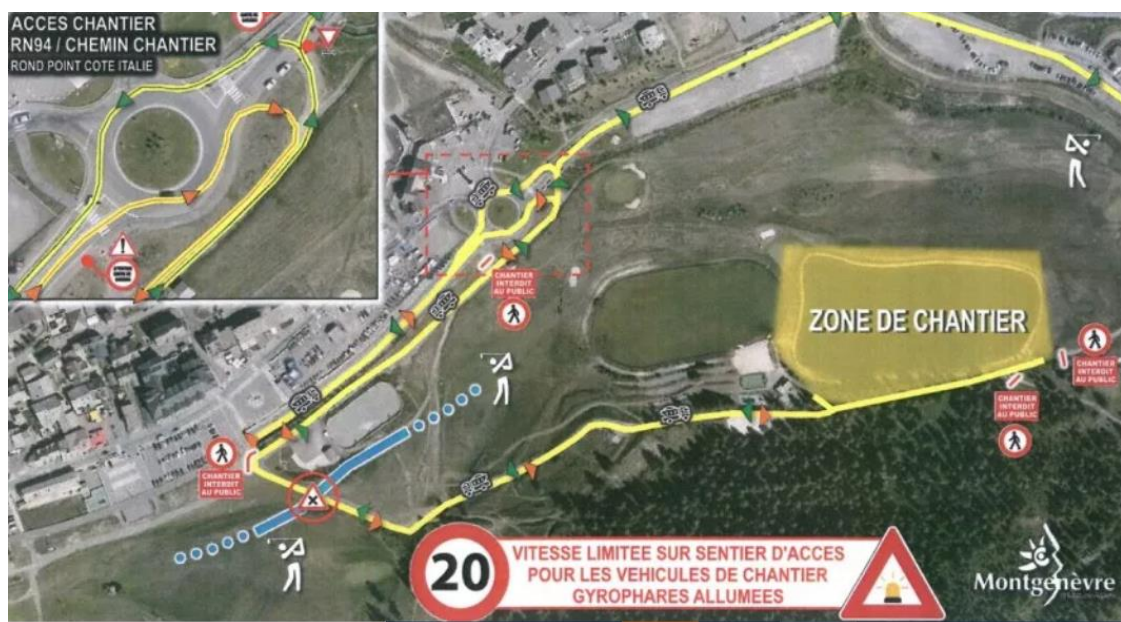 ACCES CHANTIER
RN94 / CHEMIN CHANTIER
ROND POINT COTE ITALIE
CHANTIER
INTERDIT
AU PUBLIC
ZONE DE CHANTIER
CHANTIER
INTERDIT
AU PUBLIC
CHANTIER
INTERDIT
AU PUBLIC
CHANTIER
INTERDIT
AU PUBLIC
20
VITESSE LIMITEE SUR SENTIER D'ACCES
POUR LES VEHICULES DE CHANTIER
GYROPHARES ALLUMEES
Montgenèvre